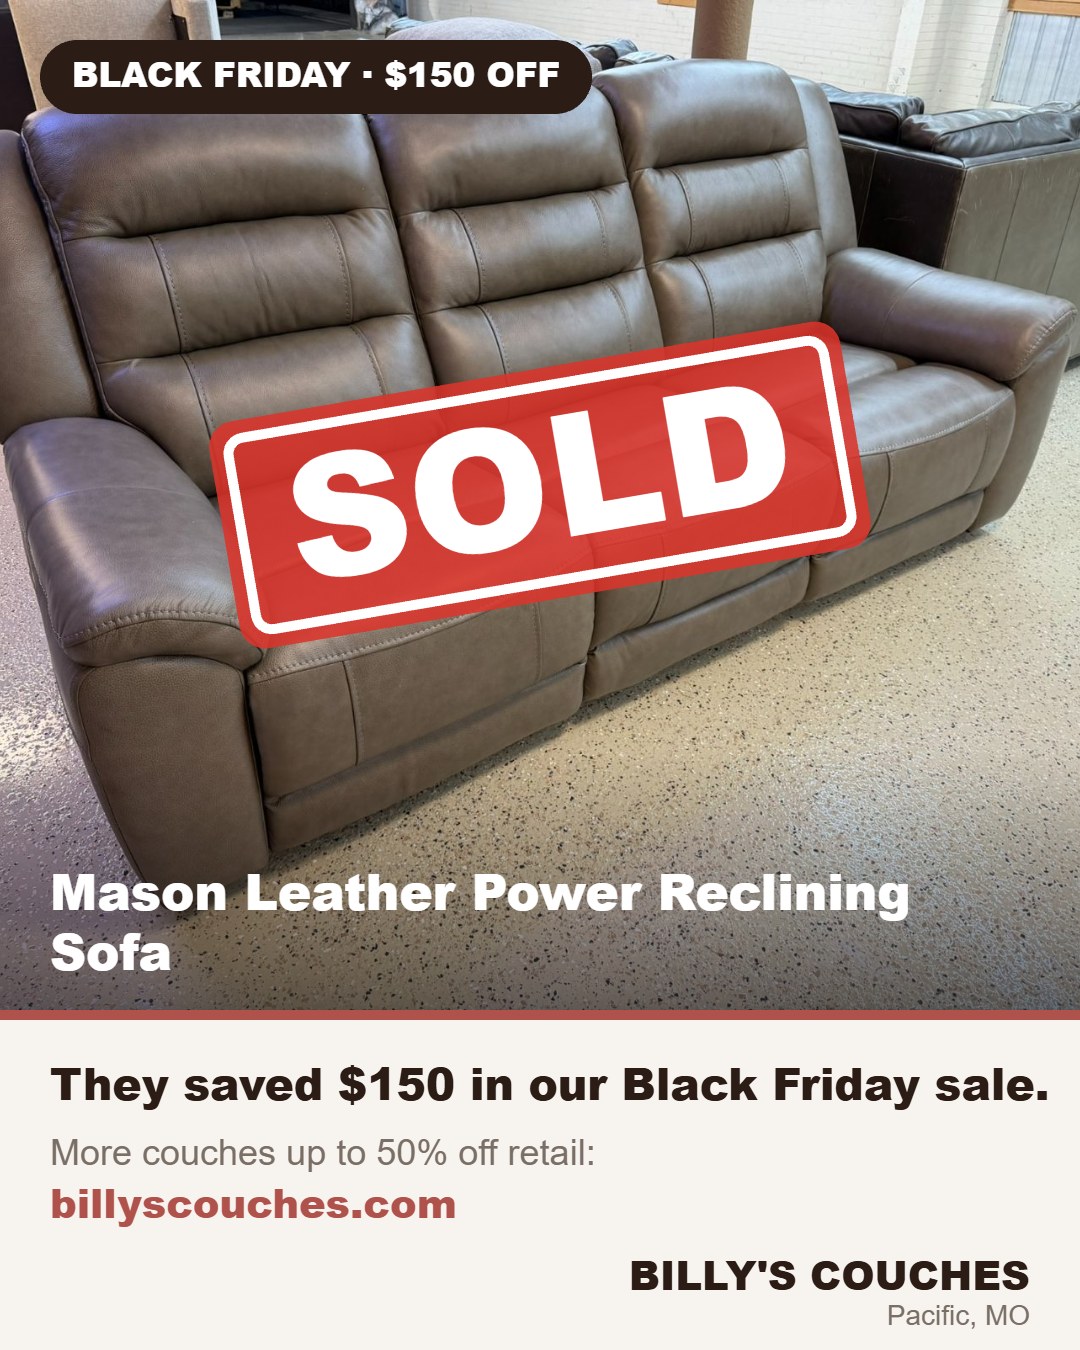 BLACK FRIDAY · $150 OFF
SOLD
Mason Leather Power Reclining
Sofa
They saved $150 in our Black Friday sale.
More couches up to 50% off retail:
billyscouches.com
BILLY'S COUCHES
Pacific, MO